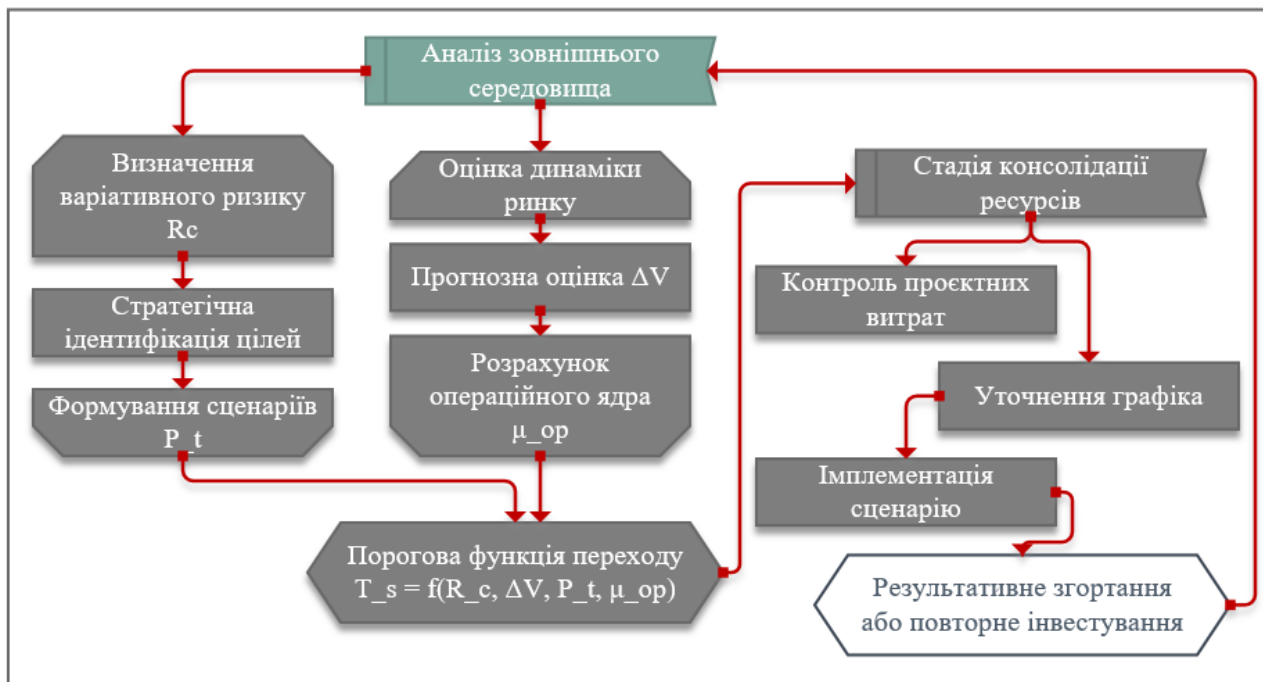 Аналіз зовнішнього
середовища
Визначення
варіативного ризику
Rc
Стратегічна
ідентифікація цілей
Формування сценаріїв
P_t
Оцінка динаміки
ринку
Прогнозна оцінка ΔV
Розрахунок
операційного ядра
μ_op
Порогова функція переходу
T_s = f(R_c, ΔV, P_t, μ_op)
Стадія консолідації
ресурсів
Контроль проєктних
витрат
Уточнення графіка
Імплементація
сценарію
Результативне згортання
або повторне інвестування